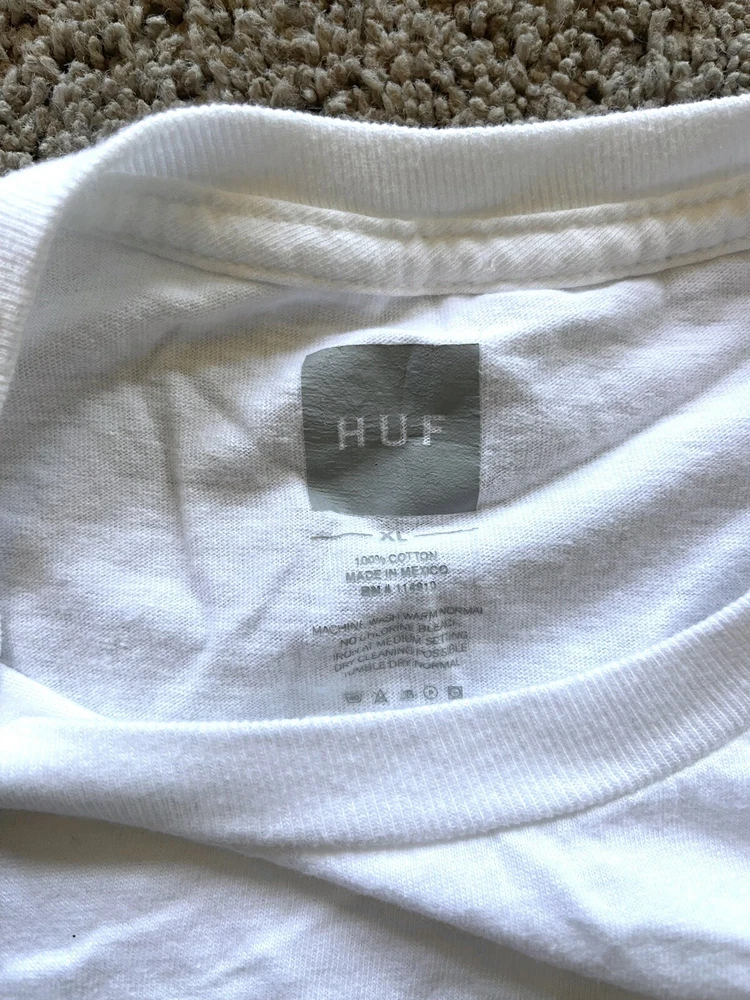 HUF
XL
100% COTTON
MADE IN MEXICO
RN #
MACHINE WASH WARM NORMAL
NO CHLORINE BLEACH
IRON AT MEDIUM SETTING
DRY CLEANING POSSIBLE
TUMBLE DRY NORMAL